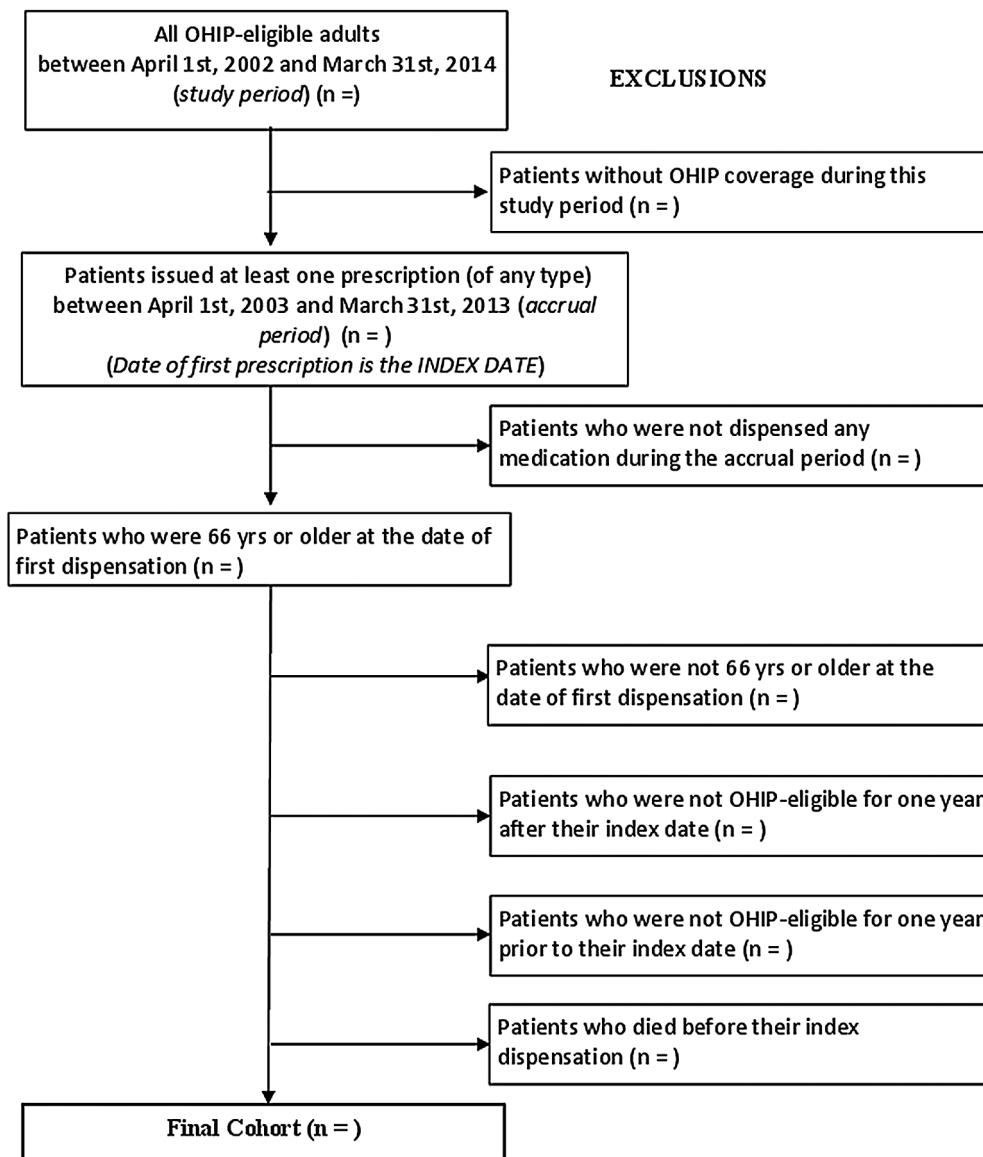 All OHIP-eligible adults
between April 1st, 2002 and March 31st, 2014
(study period) (n =)
EXCLUSIONS
Patients without OHIP coverage during this
study period (n = )
Patients issued at least one prescription (of any type)
between April 1st, 2003 and March 31st, 2013 (accrual
period) (n = )
(Date of first prescription is the INDEX DATE)
Patients who were not dispensed any
medication during the accrual period (n = )
Patients who were 66 yrs or older at the date of
first dispensation (n = )
Patients who were not 66 yrs or older at the
date of first dispensation (n = )
Patients who were not OHIP-eligible for one year
after their index date (n = )
Patients who were not OHIP-eligible for one year
prior to their index date (n = )
Patients who died before their index
dispensation (n = )
Final Cohort (n = )